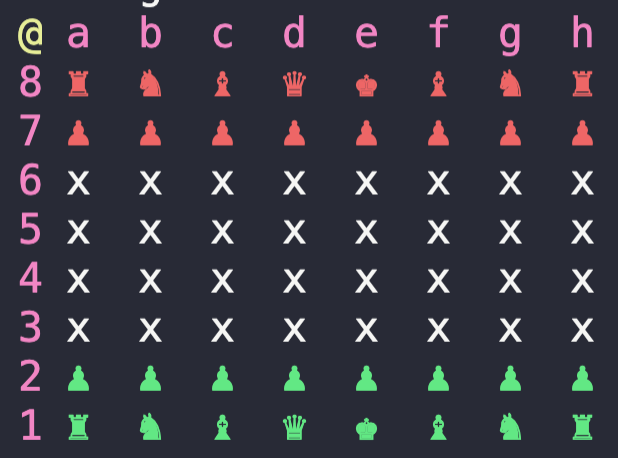 g
@ a b c d e f g h
8 ♜ ♞ ♝ ♛ ♚ ♝ ♞ ♜
7 ♟ ♟ ♟ ♟ ♟ ♟ ♟ ♟
6 x x x x x x x x
5 x x x x x x x x
4 x x x x x x x x
3 x x x x x x x x
2 ♟ ♟ ♟ ♟ ♟ ♟ ♟ ♟
1 ♜ ♞ ♝ ♛ ♚ ♝ ♞ ♜